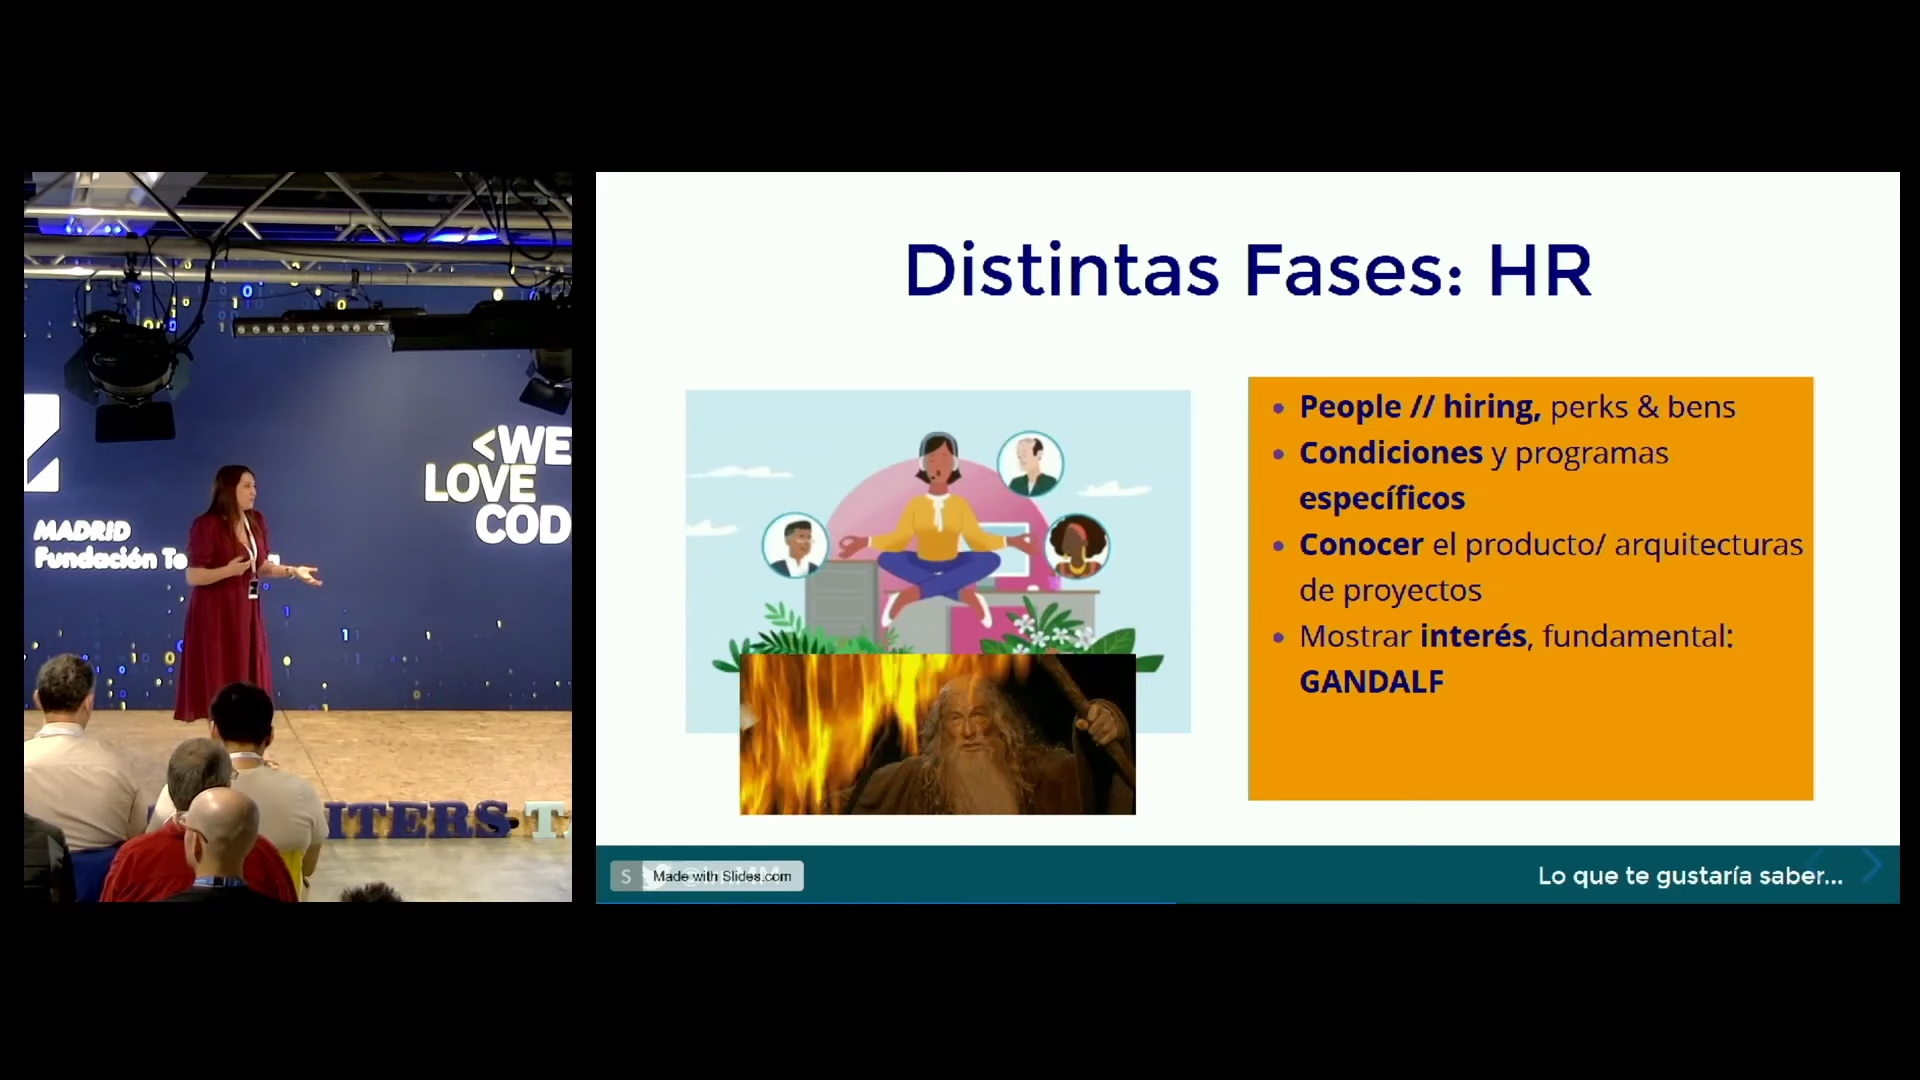 <WE
LOVE
COD
MADRID
Fundación Te
ITERS
Distintas Fases: HR
People // hiring, perks & bens
Condiciones y programas
específicos
Conocer el producto/ arquitecturas
de proyectos
Mostrar interés, fundamental:
GANDALF
S Made with Slides.com
Lo que te gustaría saber...